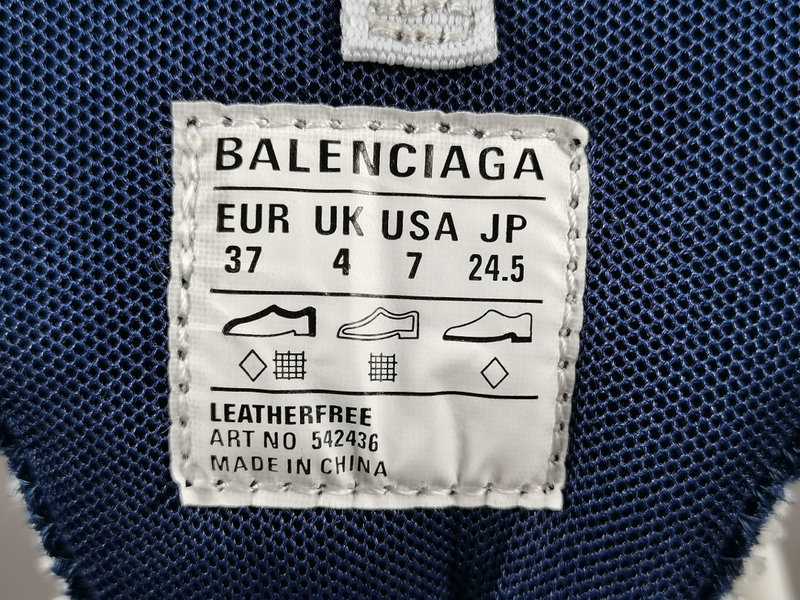 BALENCIAGA
EUR UK USA JP
37 4 7 24.5
LEATHERFREE
ART NO 542436
MADE IN CHINA